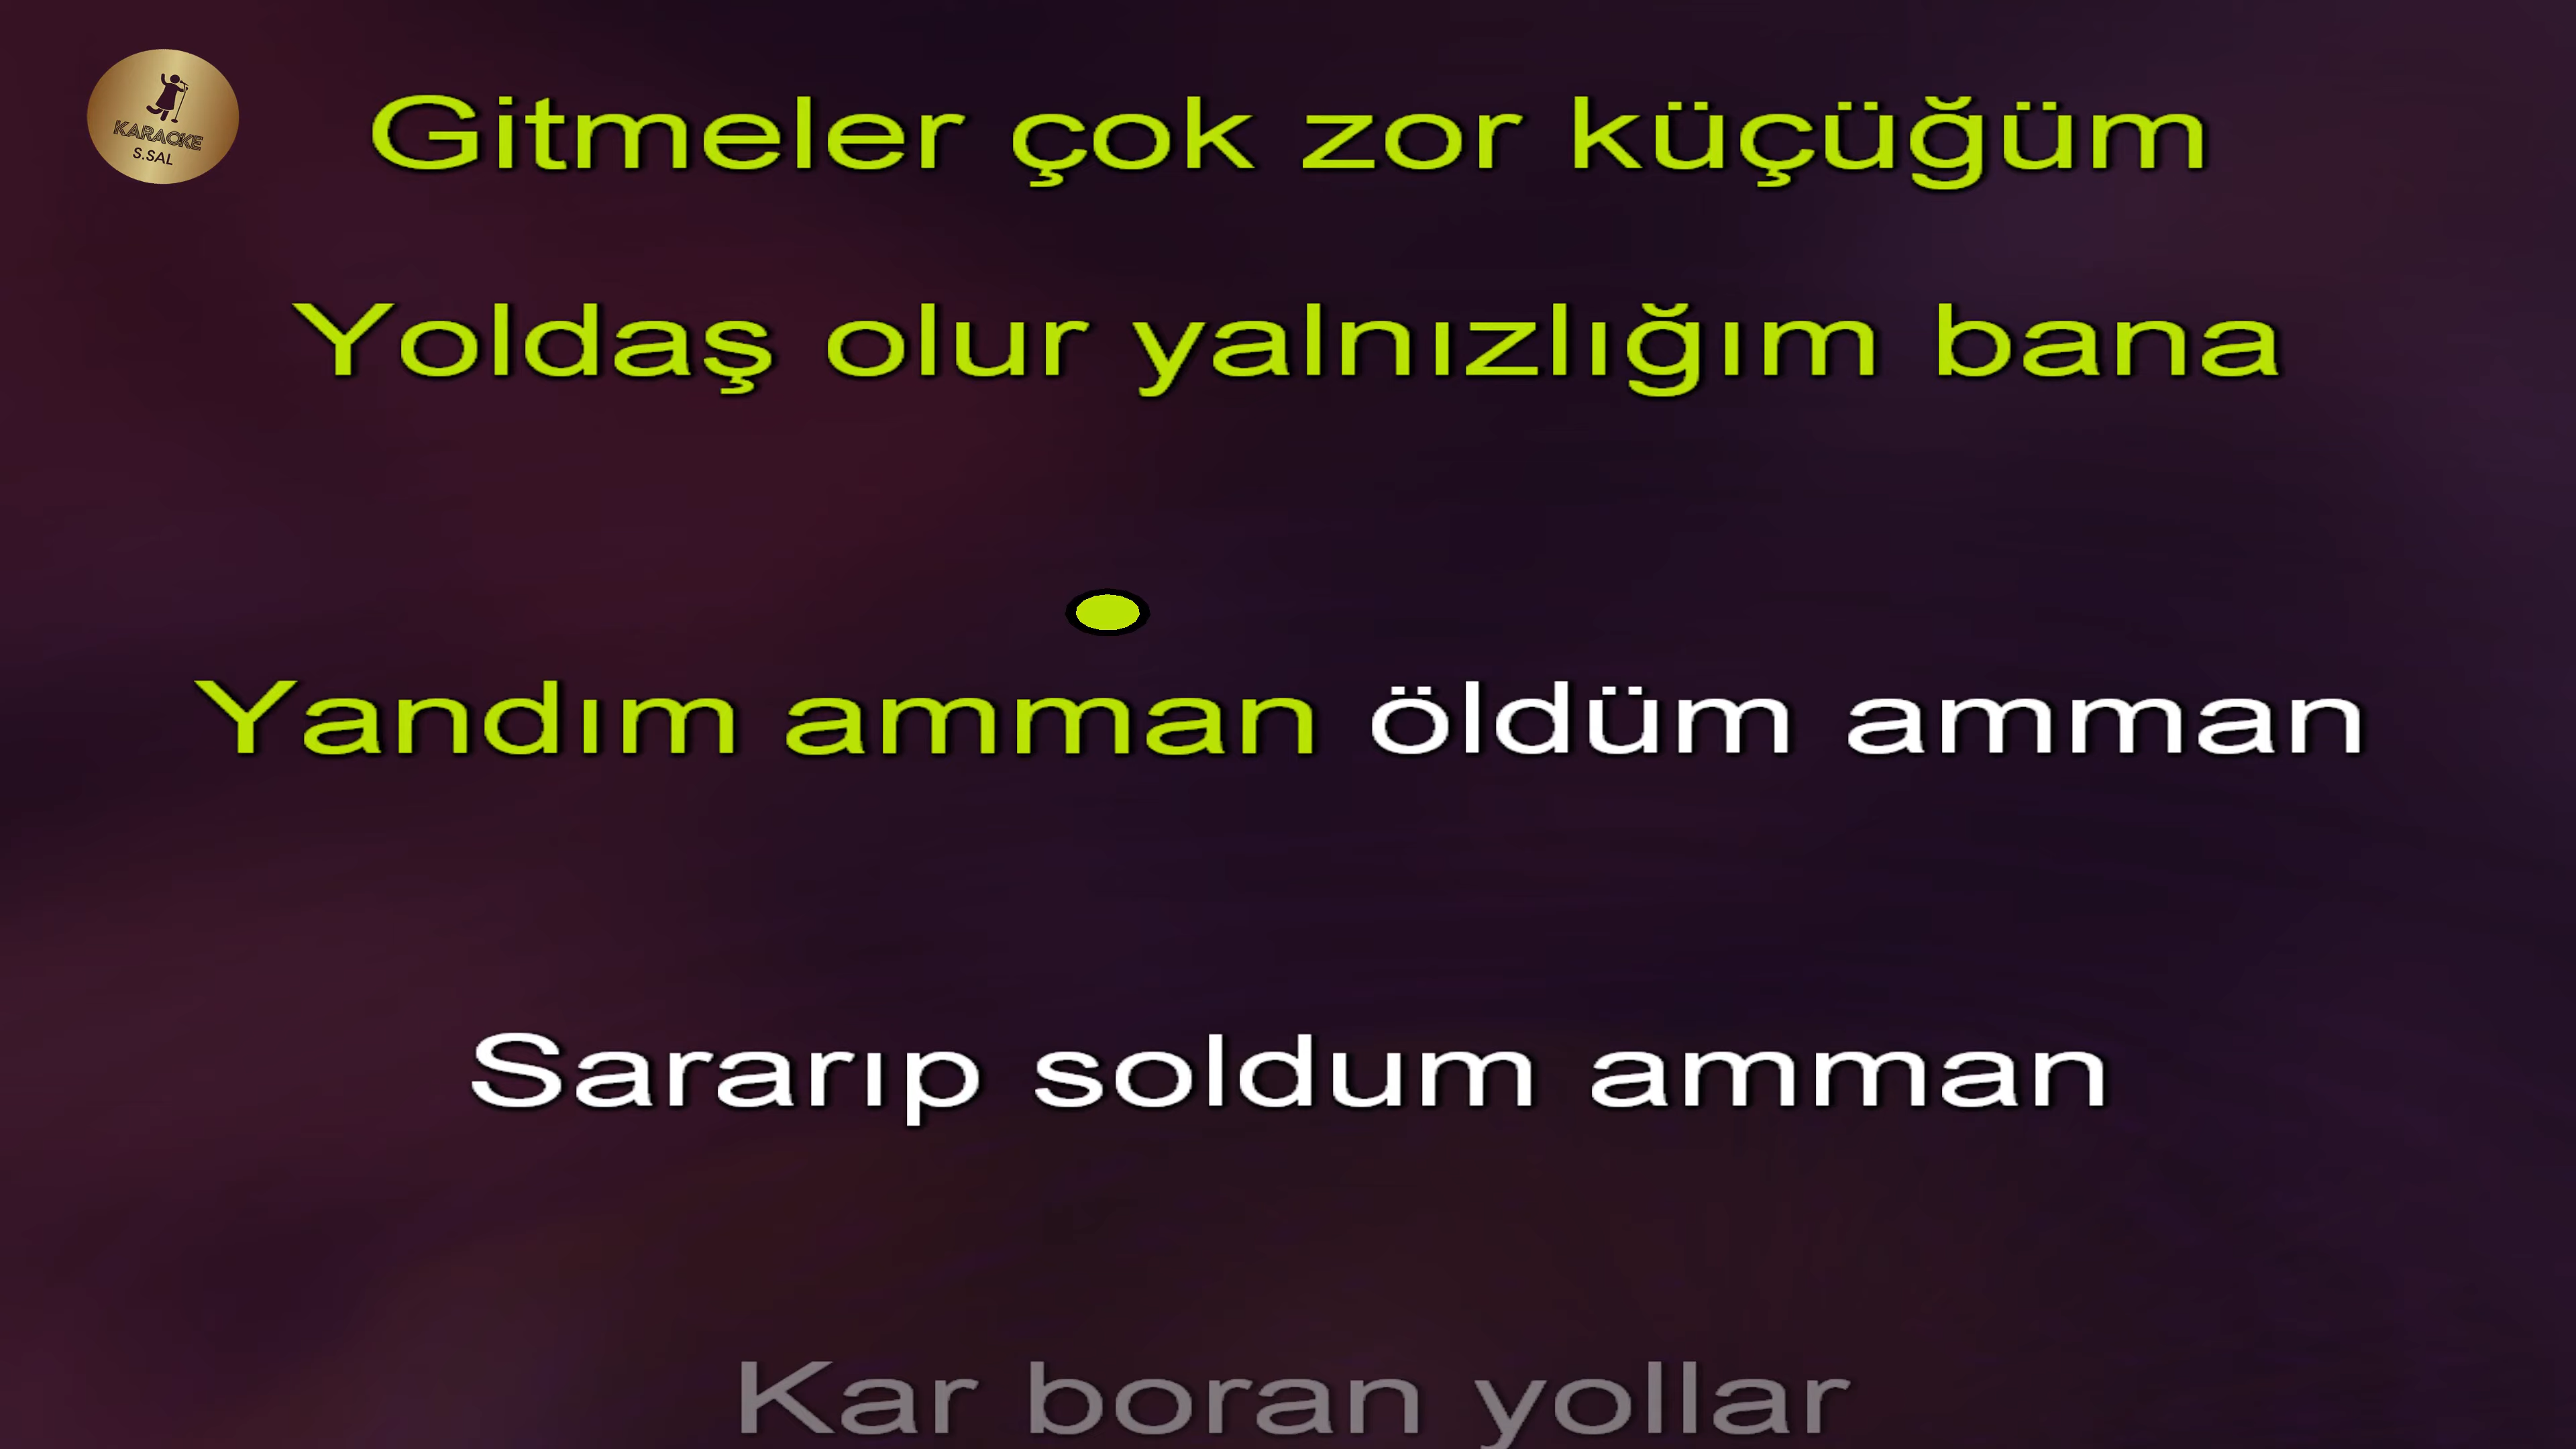 KARAOKE
S.SAL
Gitmeler çok zor küçüğüm
Yoldaş olur yalnızlığım bana
Yandım amman öldüm amman
Sararıp soldum amman
Kar boran yollar